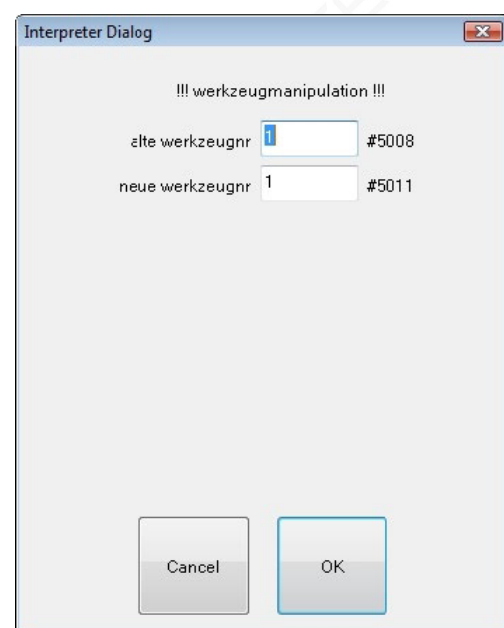 Interpreter Dialog
!!! werkzeugmanipulation !!!
alte werkzeugnr 1 #5008
neue werkzeugnr 1 #5011
Cancel OK